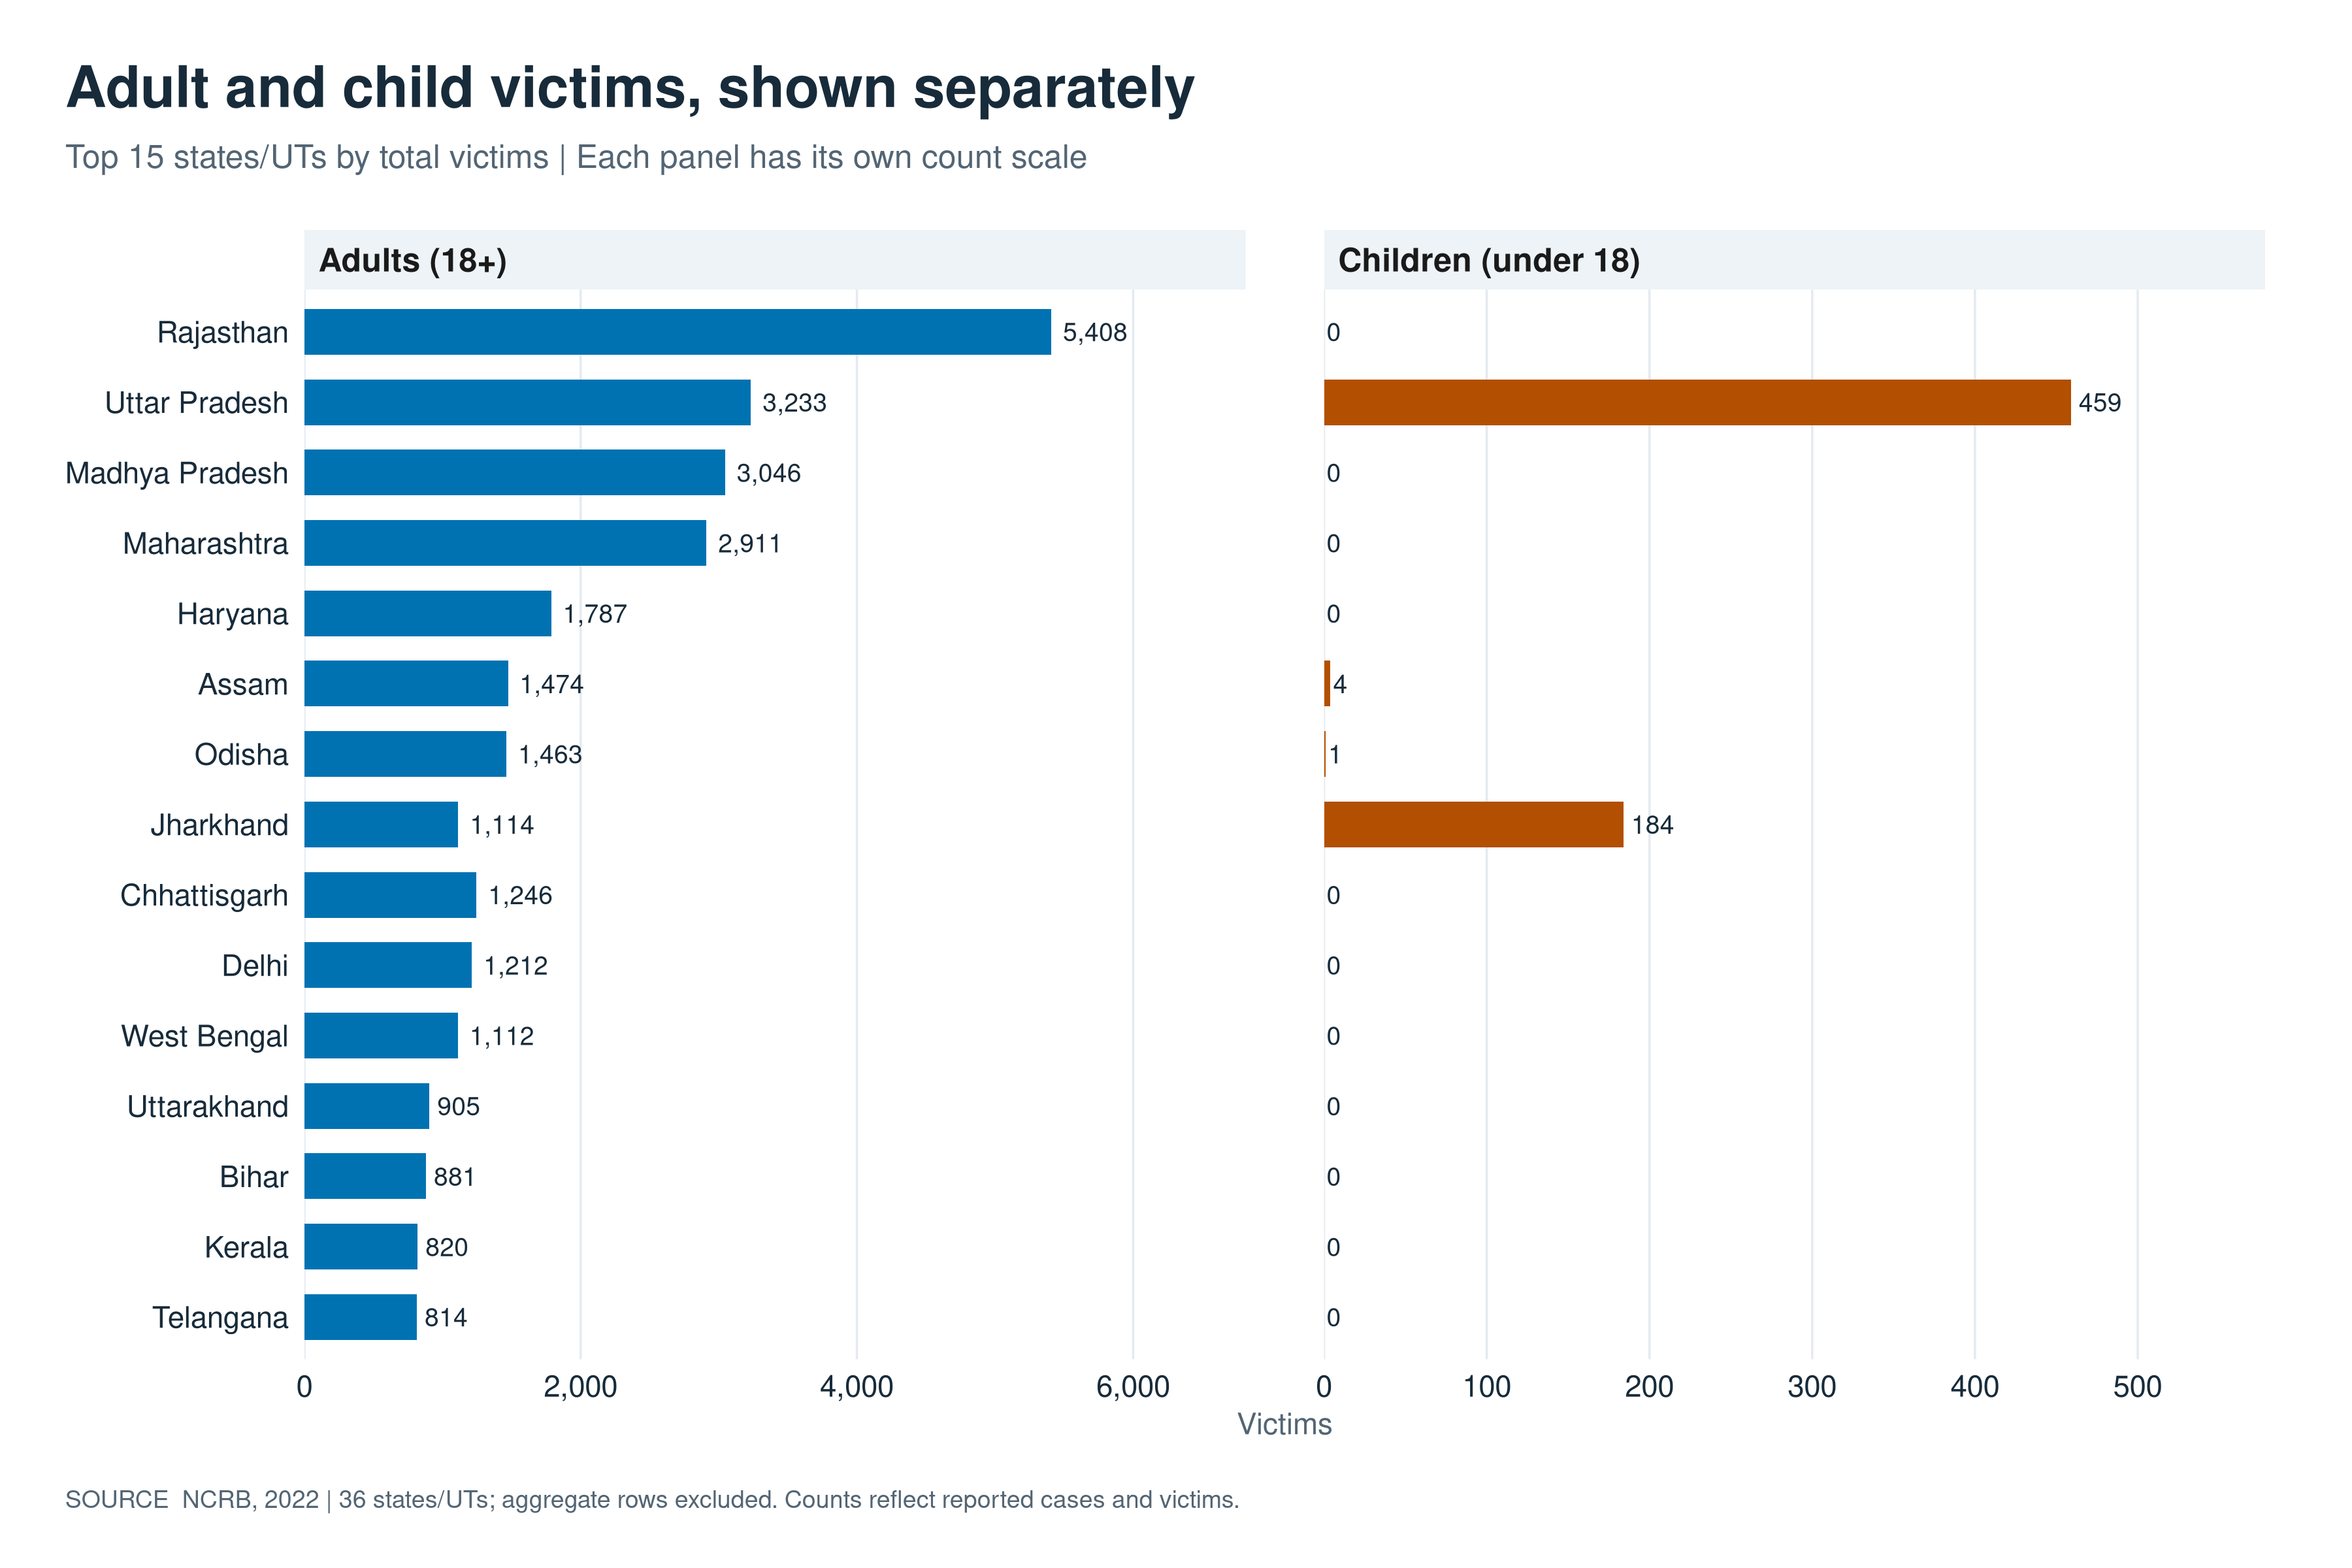 Adult and child victims, shown separately
Top 15 states/UTs by total victims | Each panel has its own count scale
Adults (18+) Children (under 18)
Rajasthan 5,408 0
Uttar Pradesh 3,233 459
Madhya Pradesh 3,046 0
Maharashtra 2,911 0
Haryana 1,787 0
Assam 1,474 4
Odisha 1,463 1
Jharkhand 1,114 184
Chhattisgarh 1,246 0
Delhi 1,212 0
West Bengal 1,112 0
Uttarakhand 905 0
Bihar 881 0
Kerala 820 0
Telangana 814 0
0 2,000 4,000 6,000 0 100 200 300 400 500
Victims
SOURCE NCRB, 2022 | 36 states/UTs; aggregate rows excluded. Counts reflect reported cases and victims.